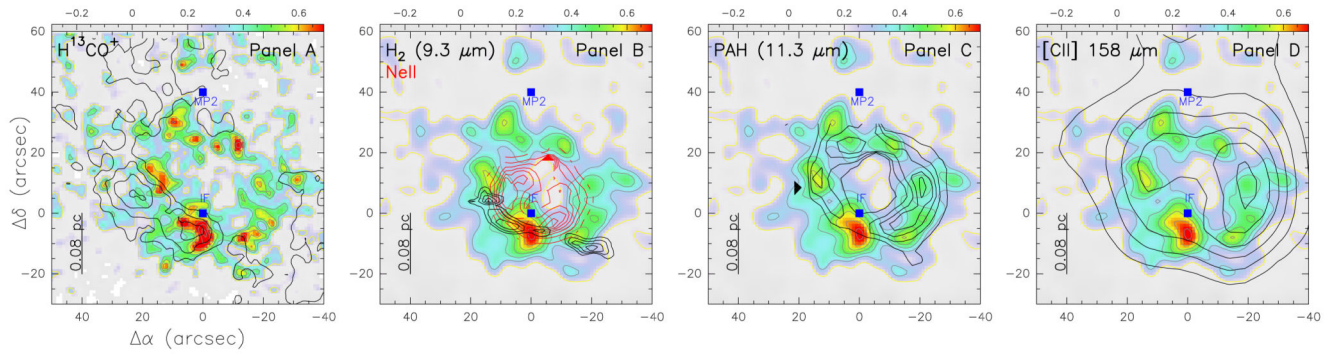 −0.2 0 0.2 0.4 0.6
−0.2 0 0.2 0.4 0.6
−0.2 0 0.2 0.4 0.6
−0.2 0 0.2 0.4 0.6
60
40
20
0
−20
H¹³CO⁺ Panel A
MP2
IF
0.08 pc
Δδ (arcsec)
40 20 0 −20 −40
Δα (arcsec)
60
40
20
0
−20
H₂ (9.3 μm) Panel B
NeII
MP2
IF
0.08 pc
40 20 0 −20 −40
60
40
20
0
−20
PAH (11.3 μm) Panel C
MP2
IF
0.08 pc
40 20 0 −20 −40
60
40
20
0
−20
[CII] 158 μm Panel D
MP2
IF
0.08 pc
40 20 0 −20 −40